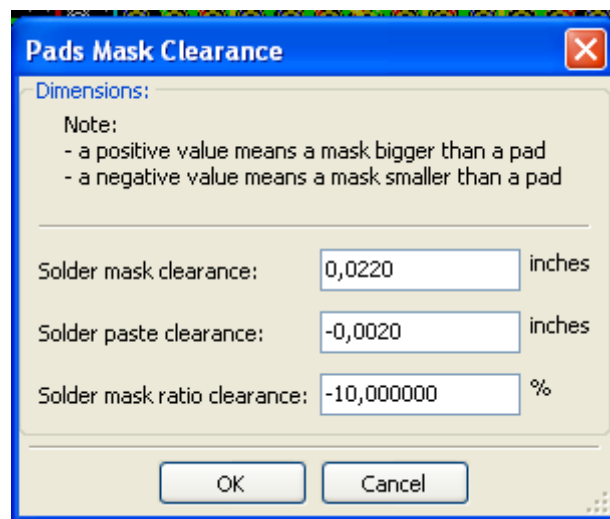 Pads Mask Clearance
Dimensions:
Note:
- a positive value means a mask bigger than a pad
- a negative value means a mask smaller than a pad
Solder mask clearance: 0,0220 inches
Solder paste clearance: -0,0020 inches
Solder mask ratio clearance: -10,000000 %
OK Cancel